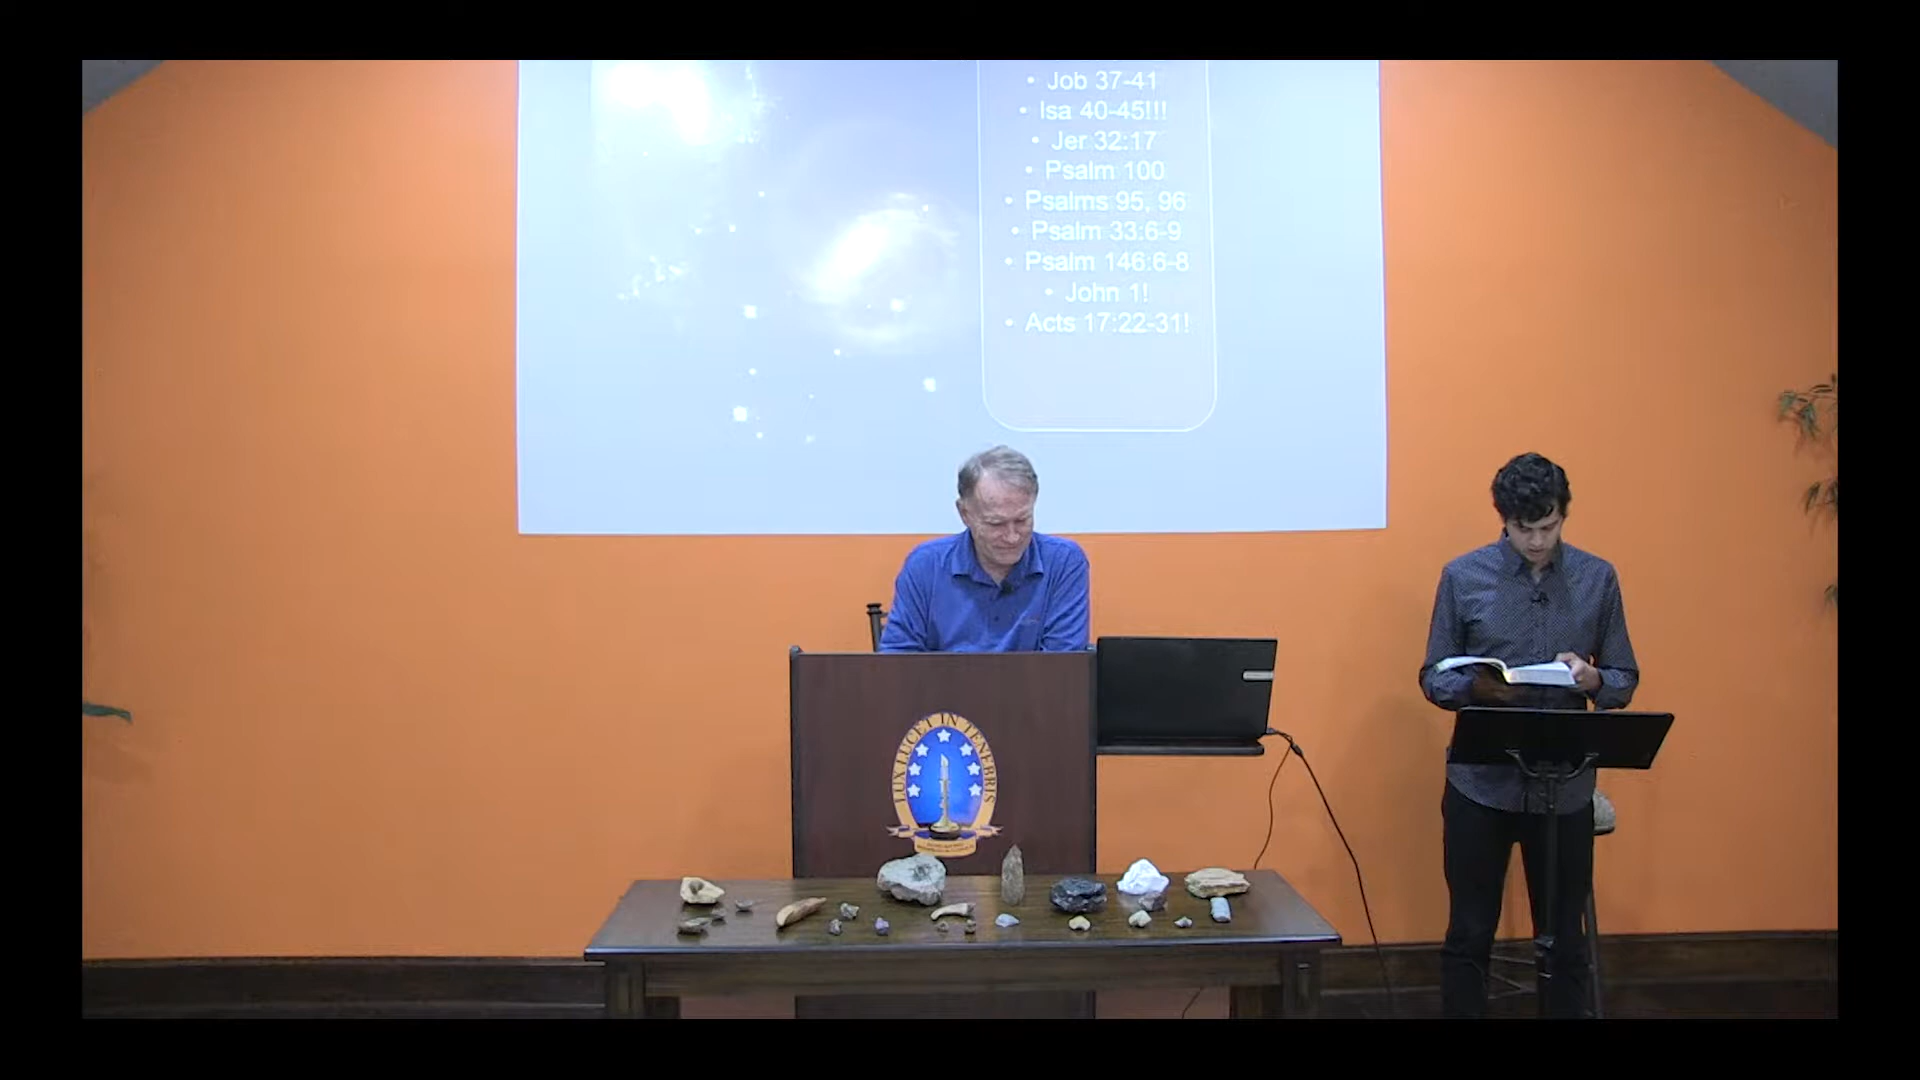 • Job 37-41
• Isa 40-45!!!
• Jer 32:17
• Psalm 100
• Psalms 95, 96
• Psalm 33:6-9
• Psalm 146:6-8
• John 1!
• Acts 17:22-31!
LUX LUCET IN TENEBRIS